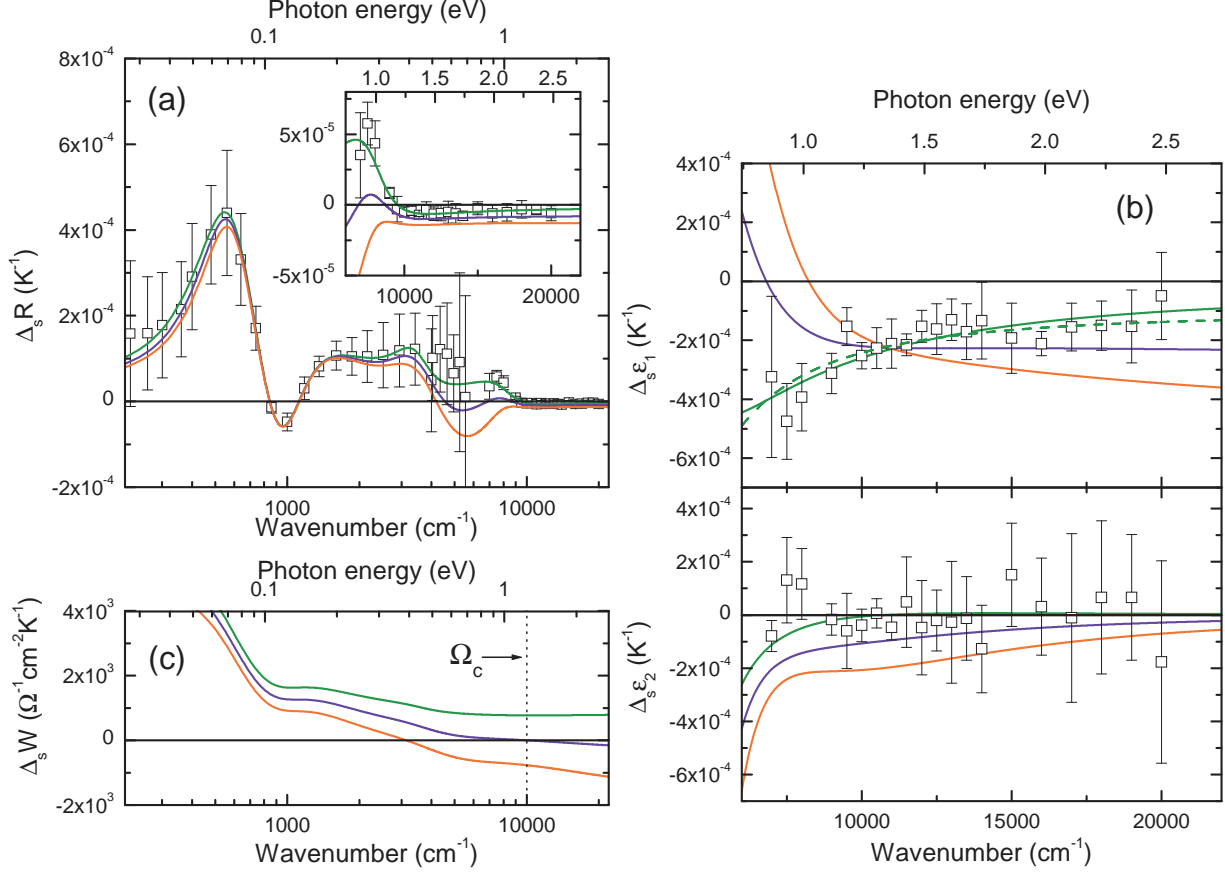 Photon energy (eV)
0.1 1
8x10⁻⁴
6x10⁻⁴
4x10⁻⁴
2x10⁻⁴
0
-2x10⁻⁴
ΔₛR (K⁻¹)
(a)
1.0 1.5 2.0 2.5
5x10⁻⁵
0
-5x10⁻⁵
10000 20000
1000 10000
Wavenumber (cm⁻¹)
Photon energy (eV)
0.1 1
4x10³
2x10³
0
-2x10³
ΔₛW (Ω⁻¹cm⁻²K⁻¹)
(c)
Ω_c
1000 10000
Wavenumber (cm⁻¹)
Photon energy (eV)
1.0 1.5 2.0 2.5
4x10⁻⁴
2x10⁻⁴
0
-2x10⁻⁴
-4x10⁻⁴
-6x10⁻⁴
Δₛε₁ (K⁻¹)
(b)
4x10⁻⁴
2x10⁻⁴
0
-2x10⁻⁴
-4x10⁻⁴
-6x10⁻⁴
Δₛε₂ (K⁻¹)
10000 15000 20000
Wavenumber (cm⁻¹)